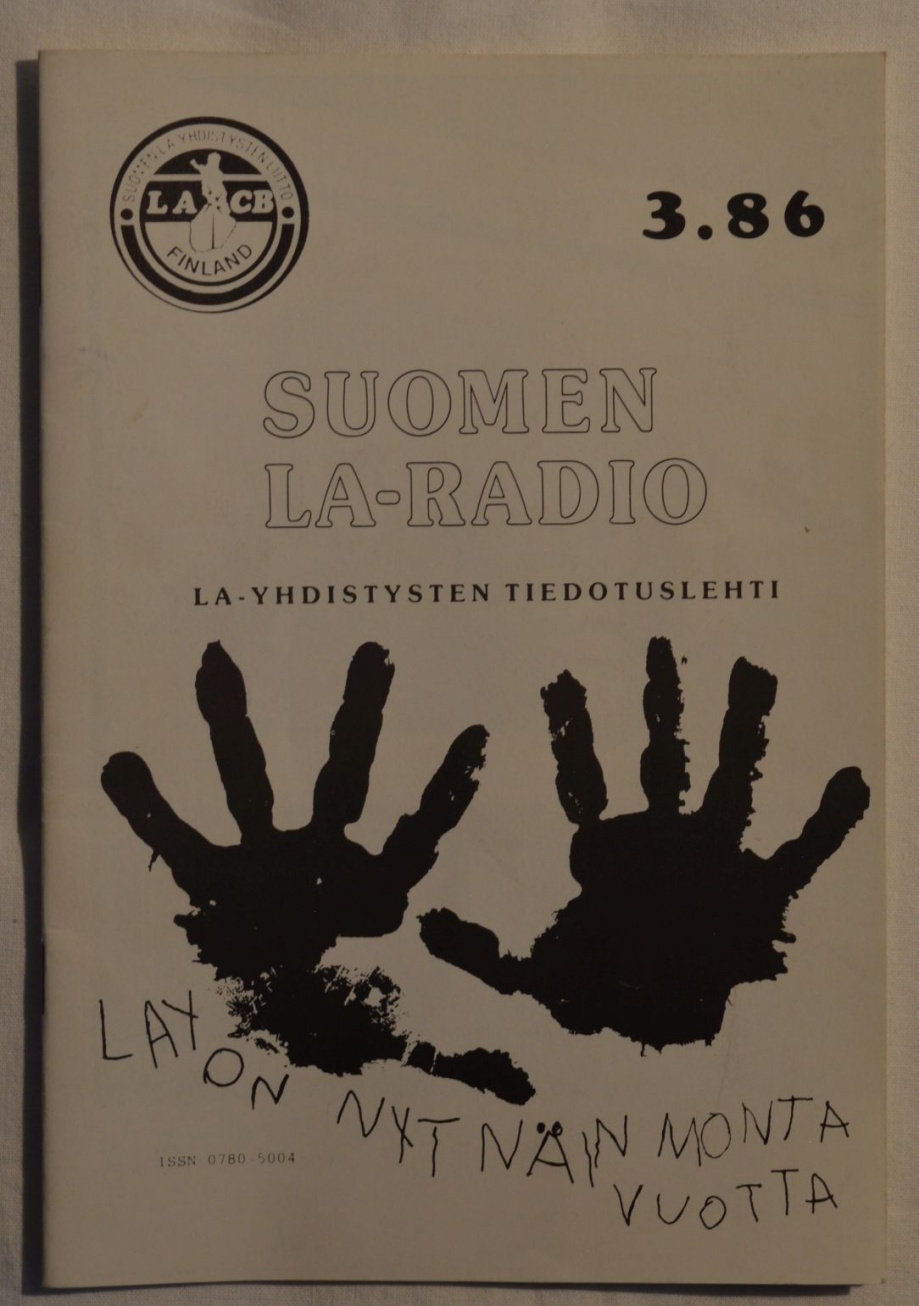 SUOMEN LA-YHDISTYSTEN LIITTO
LA CB
FINLAND
3.86
SUOMEN
LA-RADIO
LA-YHDISTYSTEN TIEDOTUSLEHTI
LAY ON NYT NÄIN MONTA
VUOTTA
ISSN 0780-5004